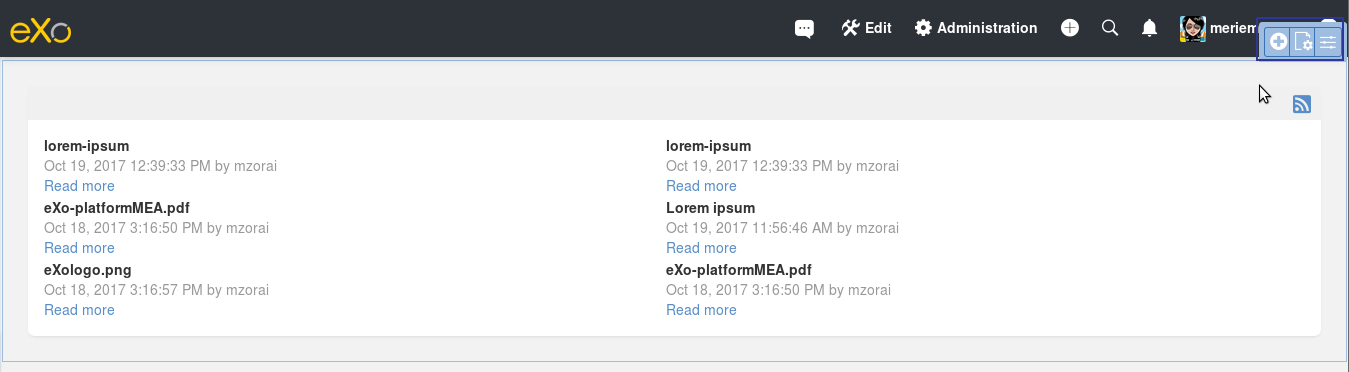 eXo
Edit
Administration
meriem
lorem-ipsum
Oct 19, 2017 12:39:33 PM by mzorai
Read more
eXo-platformMEA.pdf
Oct 18, 2017 3:16:50 PM by mzorai
Read more
eXologo.png
Oct 18, 2017 3:16:57 PM by mzorai
Read more
lorem-ipsum
Oct 19, 2017 12:39:33 PM by mzorai
Read more
Lorem ipsum
Oct 19, 2017 11:56:46 AM by mzorai
Read more
eXo-platformMEA.pdf
Oct 18, 2017 3:16:50 PM by mzorai
Read more